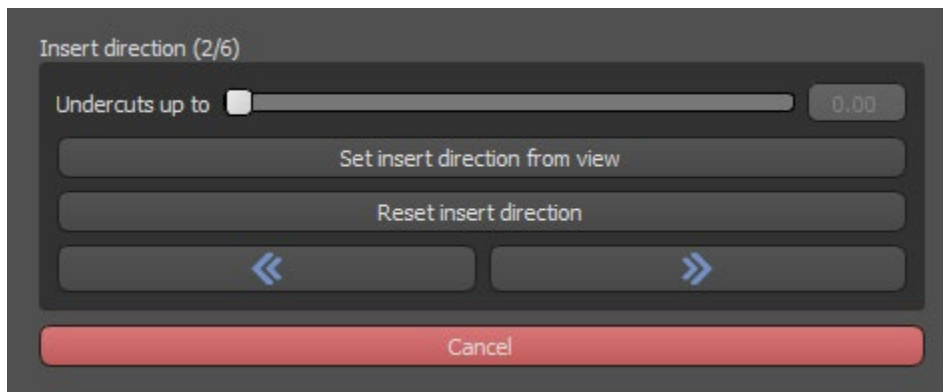 Insert direction (2/6)
Undercuts up to 0.00
Set insert direction from view
Reset insert direction
Cancel